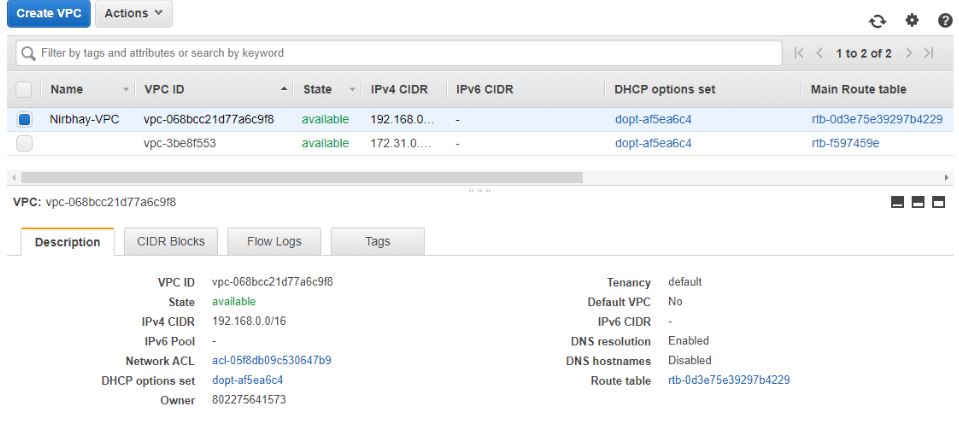 Create VPC Actions
Filter by tags and attributes or search by keyword 1 to 2 of 2
Name VPC ID State IPv4 CIDR IPv6 CIDR DHCP options set Main Route table
Nirbhay-VPC vpc-068bcc21d77a6c9f8 available 192.168.0... - dopt-af5ea6c4 rtb-0d3e75e39297b4229
vpc-3be8f553 available 172.31.0.... - dopt-af5ea6c4 rtb-f597459e
VPC: vpc-068bcc21d77a6c9f8
Description CIDR Blocks Flow Logs Tags
VPC ID vpc-068bcc21d77a6c9f8 Tenancy default
State available Default VPC No
IPv4 CIDR 192.168.0.0/16 IPv6 CIDR -
IPv6 Pool - DNS resolution Enabled
Network ACL acl-05f8db09c530647b9 DNS hostnames Disabled
DHCP options set dopt-af5ea6c4 Route table rtb-0d3e75e39297b4229
Owner 802275641573